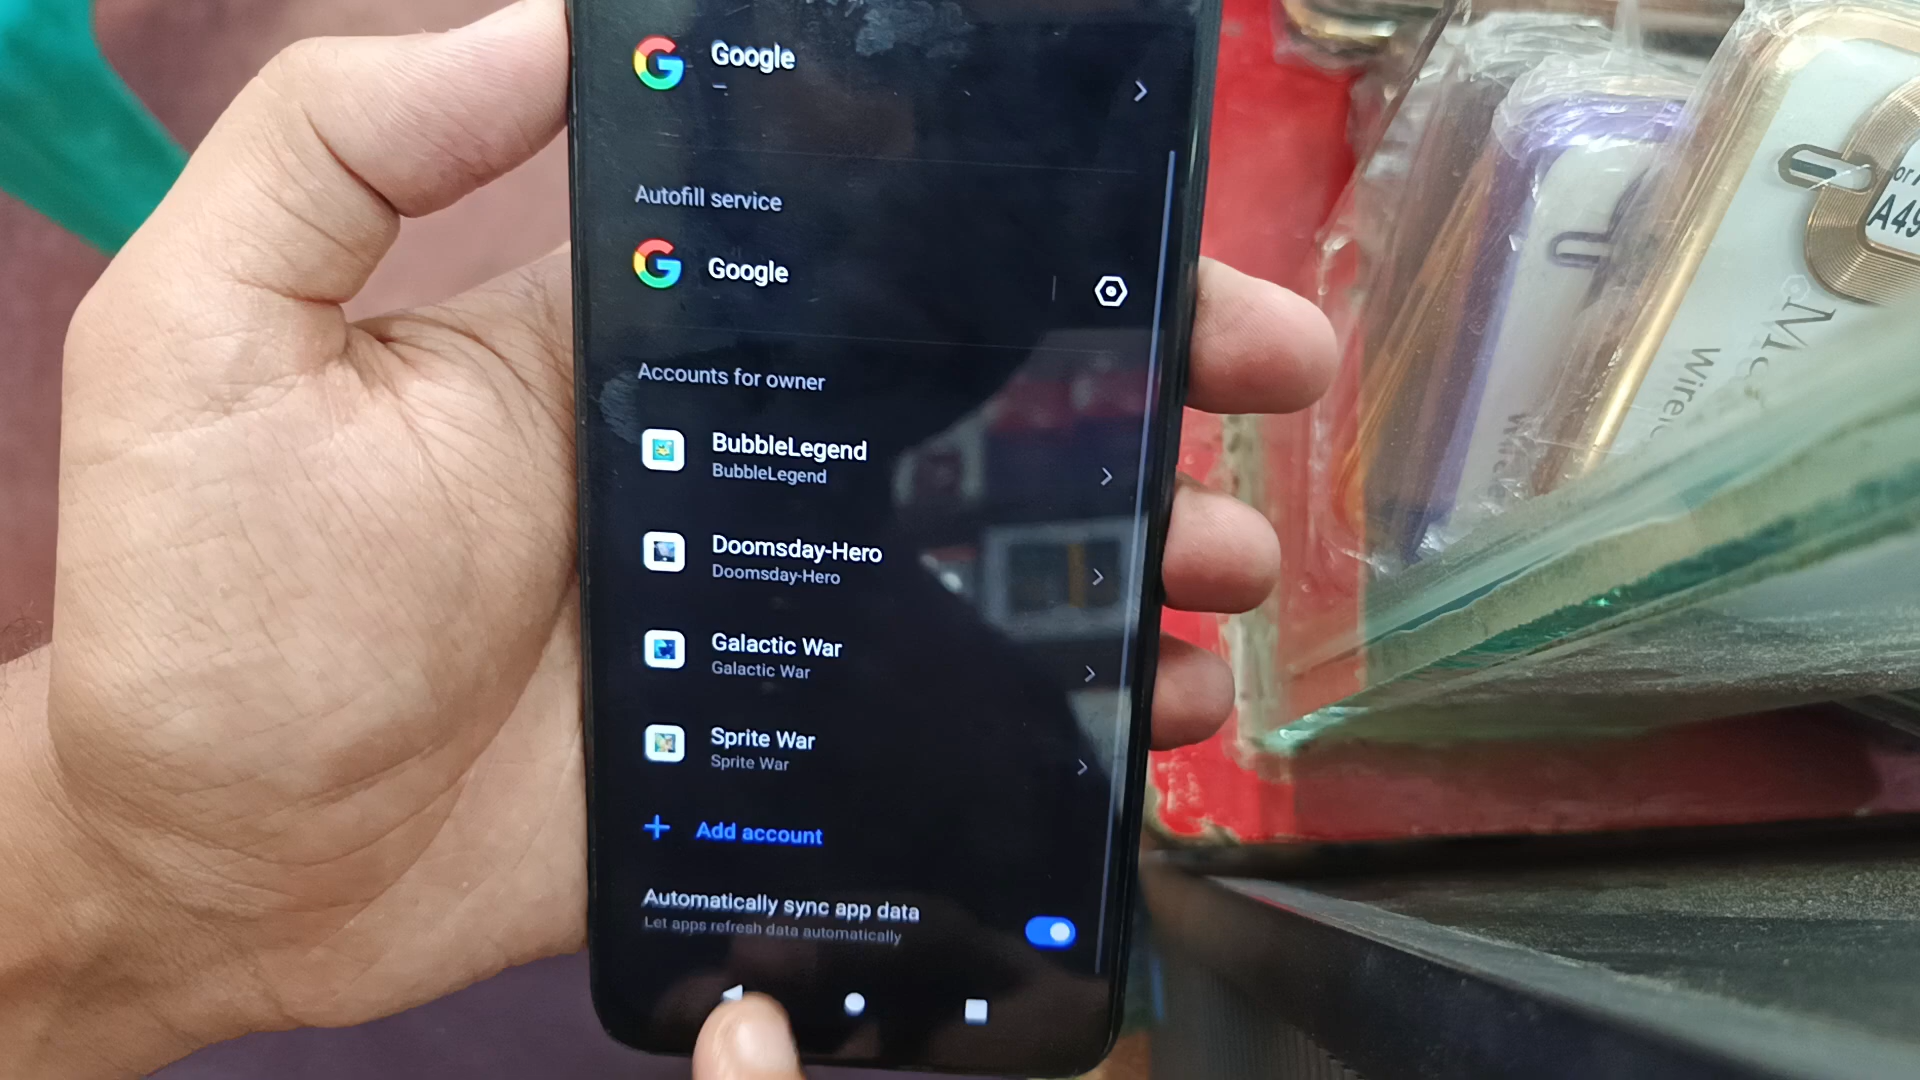 Google
Autofill service
Google
Accounts for owner
BubbleLegend
BubbleLegend
Doomsday-Hero
Doomsday-Hero
Galactic War
Galactic War
Sprite War
Sprite War
+ Add account
Automatically sync app data
Let apps refresh data automatically
A49